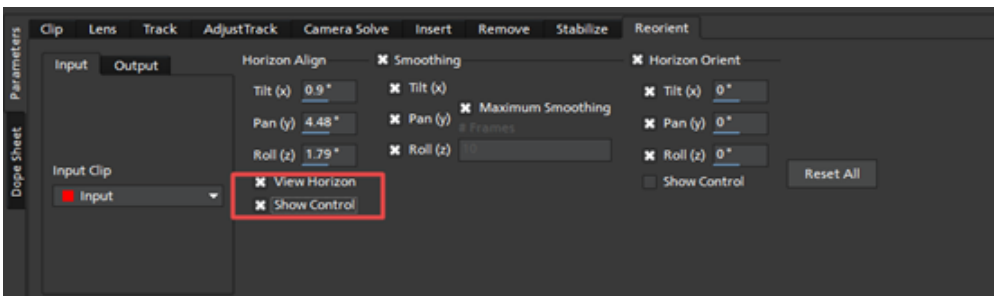 Clip Lens Track AdjustTrack Camera Solve Insert Remove Stabilize Reorient
Parameters
Dope Sheet
Input Output
Input Clip
Input
Horizon Align
Tilt (x) 0.9°
Pan (y) 4.48°
Roll (z) 1.79°
View Horizon
Show Control
Smoothing
Tilt (x)
Pan (y)
Roll (z)
Maximum Smoothing
# Frames
10
Horizon Orient
Tilt (x) 0°
Pan (y) 0°
Roll (z) 0°
Show Control
Reset All